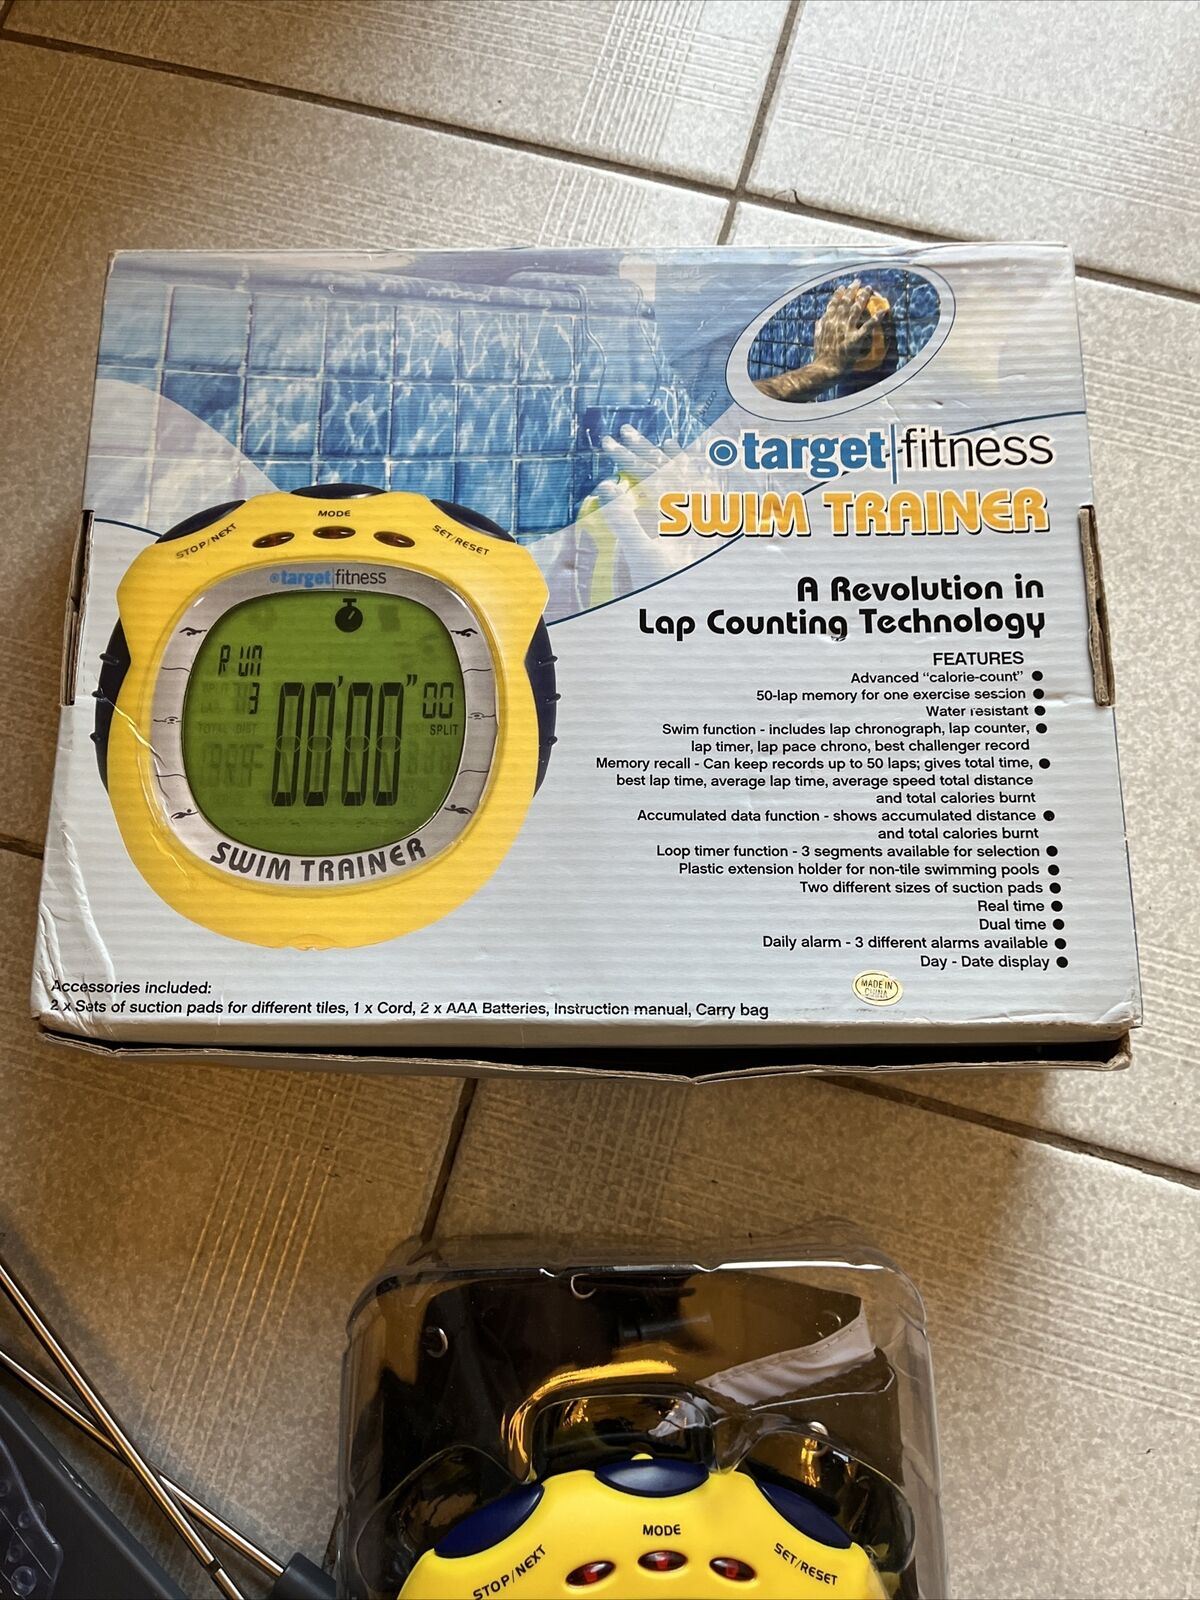 target fitness
SWIM TRAINER
A Revolution in
Lap Counting Technology
FEATURES
Advanced “calorie-count” ●
50-lap memory for one exercise session ●
Water resistant ●
Swim function - includes lap chronograph, lap counter, ●
lap timer, lap pace chrono, best challenger record
Memory recall - Can keep records up to 50 laps; gives total time, ●
best lap time, average lap time, average speed total distance
and total calories burnt
Accumulated data function - shows accumulated distance ●
and total calories burnt
Loop timer function - 3 segments available for selection ●
Plastic extension holder for non-tile swimming pools ●
Two different sizes of suction pads ●
Real time ●
Dual time ●
Daily alarm - 3 different alarms available ●
Day - Date display ●
MADE IN
CHINA
STOP/NEXT
MODE
SET/RESET
target fitness
RUN
3
00'00"00
SPLIT
SWIM TRAINER
Accessories included:
2 x Sets of suction pads for different tiles, 1 x Cord, 2 x AAA Batteries, Instruction manual, Carry bag
STOP/NEXT
MODE
SET/RESET